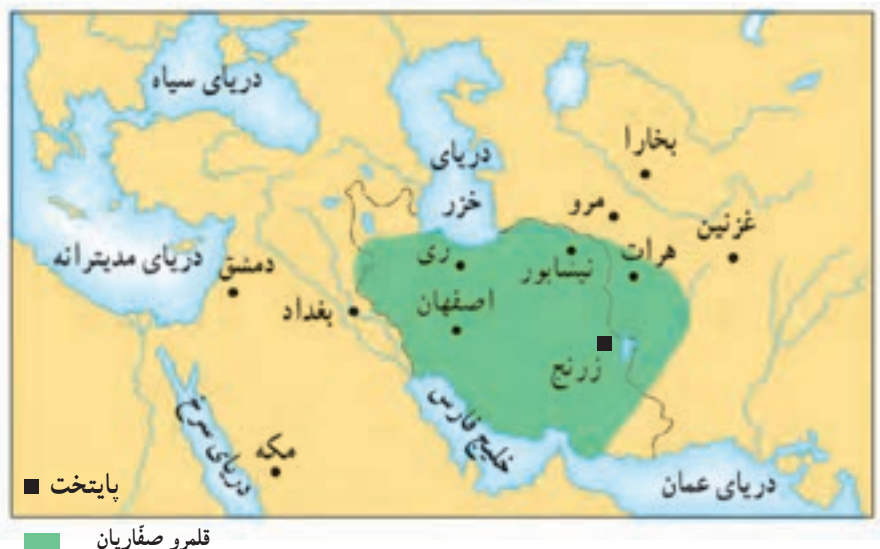 دریای سیاه
دریای
خزر
بخارا
مرو
غزنین
هرات
نیشابور
ری
دریای مدیترانه
دمشق
بغداد
اصفهان
زرنج
خلیج فارس
دریای سرخ
مکه
دریای عمان
پایتخت
قلمرو صفّاریان